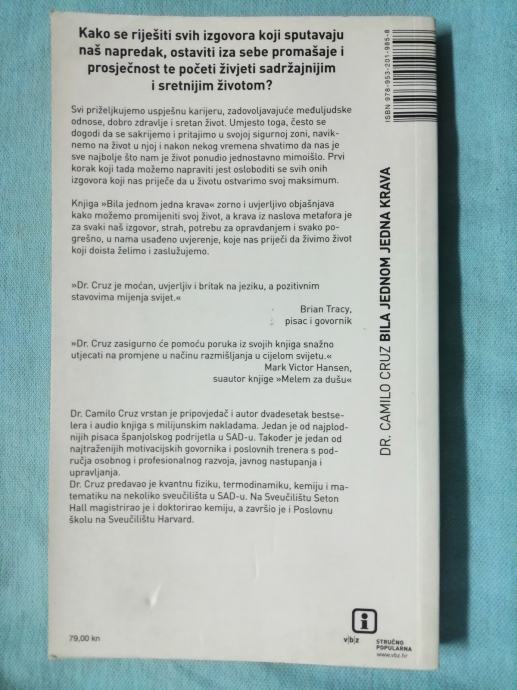 Kako se riješiti svih izgovora koji sputavaju
naš napredak, ostaviti iza sebe promašaje i
prosječnost te početi živjeti sadržajnijim
i sretnijim životom?
Svi priželjkujemo uspješnu karijeru, zadovoljavajuće međuljudske
odnose, dobro zdravlje i sretan život. Umjesto toga, često se
dogodi da se sakrijemo i pritajimo u svojoj sigurnoj zoni, navik-
nemo na život u njoj i nakon nekog vremena shvatimo da nas je
sve najbolje što nam je život ponudio jednostavno mimoišlo. Prvi
korak koji tada možemo napraviti jest osloboditi se svih onih
izgovora koji nas priječe da u životu ostvarimo svoj maksimum.
Knjiga »Bila jednom jedna krava« zorno i uvjerljivo objašnjava
kako možemo promijeniti svoj život, a krava iz naslova metafora je
za svaki naš izgovor, strah, potrebu za opravdanjem i svako po-
grešno, u nama usađeno uvjerenje, koje nas priječi da živimo život
koji doista želimo i zaslužujemo.
»Dr. Cruz je moćan, uvjerljiv i britak na jeziku, a pozitivnim
stavovima mijenja svijet.«
Brian Tracy,
pisac i govornik
»Dr. Cruz zasigurno će pomoću poruka iz svojih knjiga snažno
utjecati na promjene u načinu razmišljanja u cijelom svijetu.«
Mark Victor Hansen,
suautor knjige »Melem za dušu«
Dr. Camilo Cruz vrstan je pripovjedač i autor dvadesetak bestse-
lera i audio knjiga s milijunskim nakladama. Jedan je od najplod-
nijih pisaca španjolskog podrijetla u SAD-u. Također je jedan od
najtraženijih motivacijskih govornika i poslovnih trenera s pod-
ručja osobnog i profesionalnog razvoja, javnog nastupanja i
upravljanja.
Dr. Cruz predavao je kvantnu fiziku, termodinamiku, kemiju i ma-
tematiku na nekoliko sveučilišta u SAD-u. Na Sveučilištu Seton
Hall magistrirao je i doktorirao kemiju, a završio je i Poslovnu
školu na Sveučilištu Harvard.
79,00 kn
v|b|z
STRUČNO
POPULARNA
www.vbz.hr
ISBN 978-953-201-985-8
DR. CAMILO CRUZ BILA JEDNOM JEDNA KRAVA